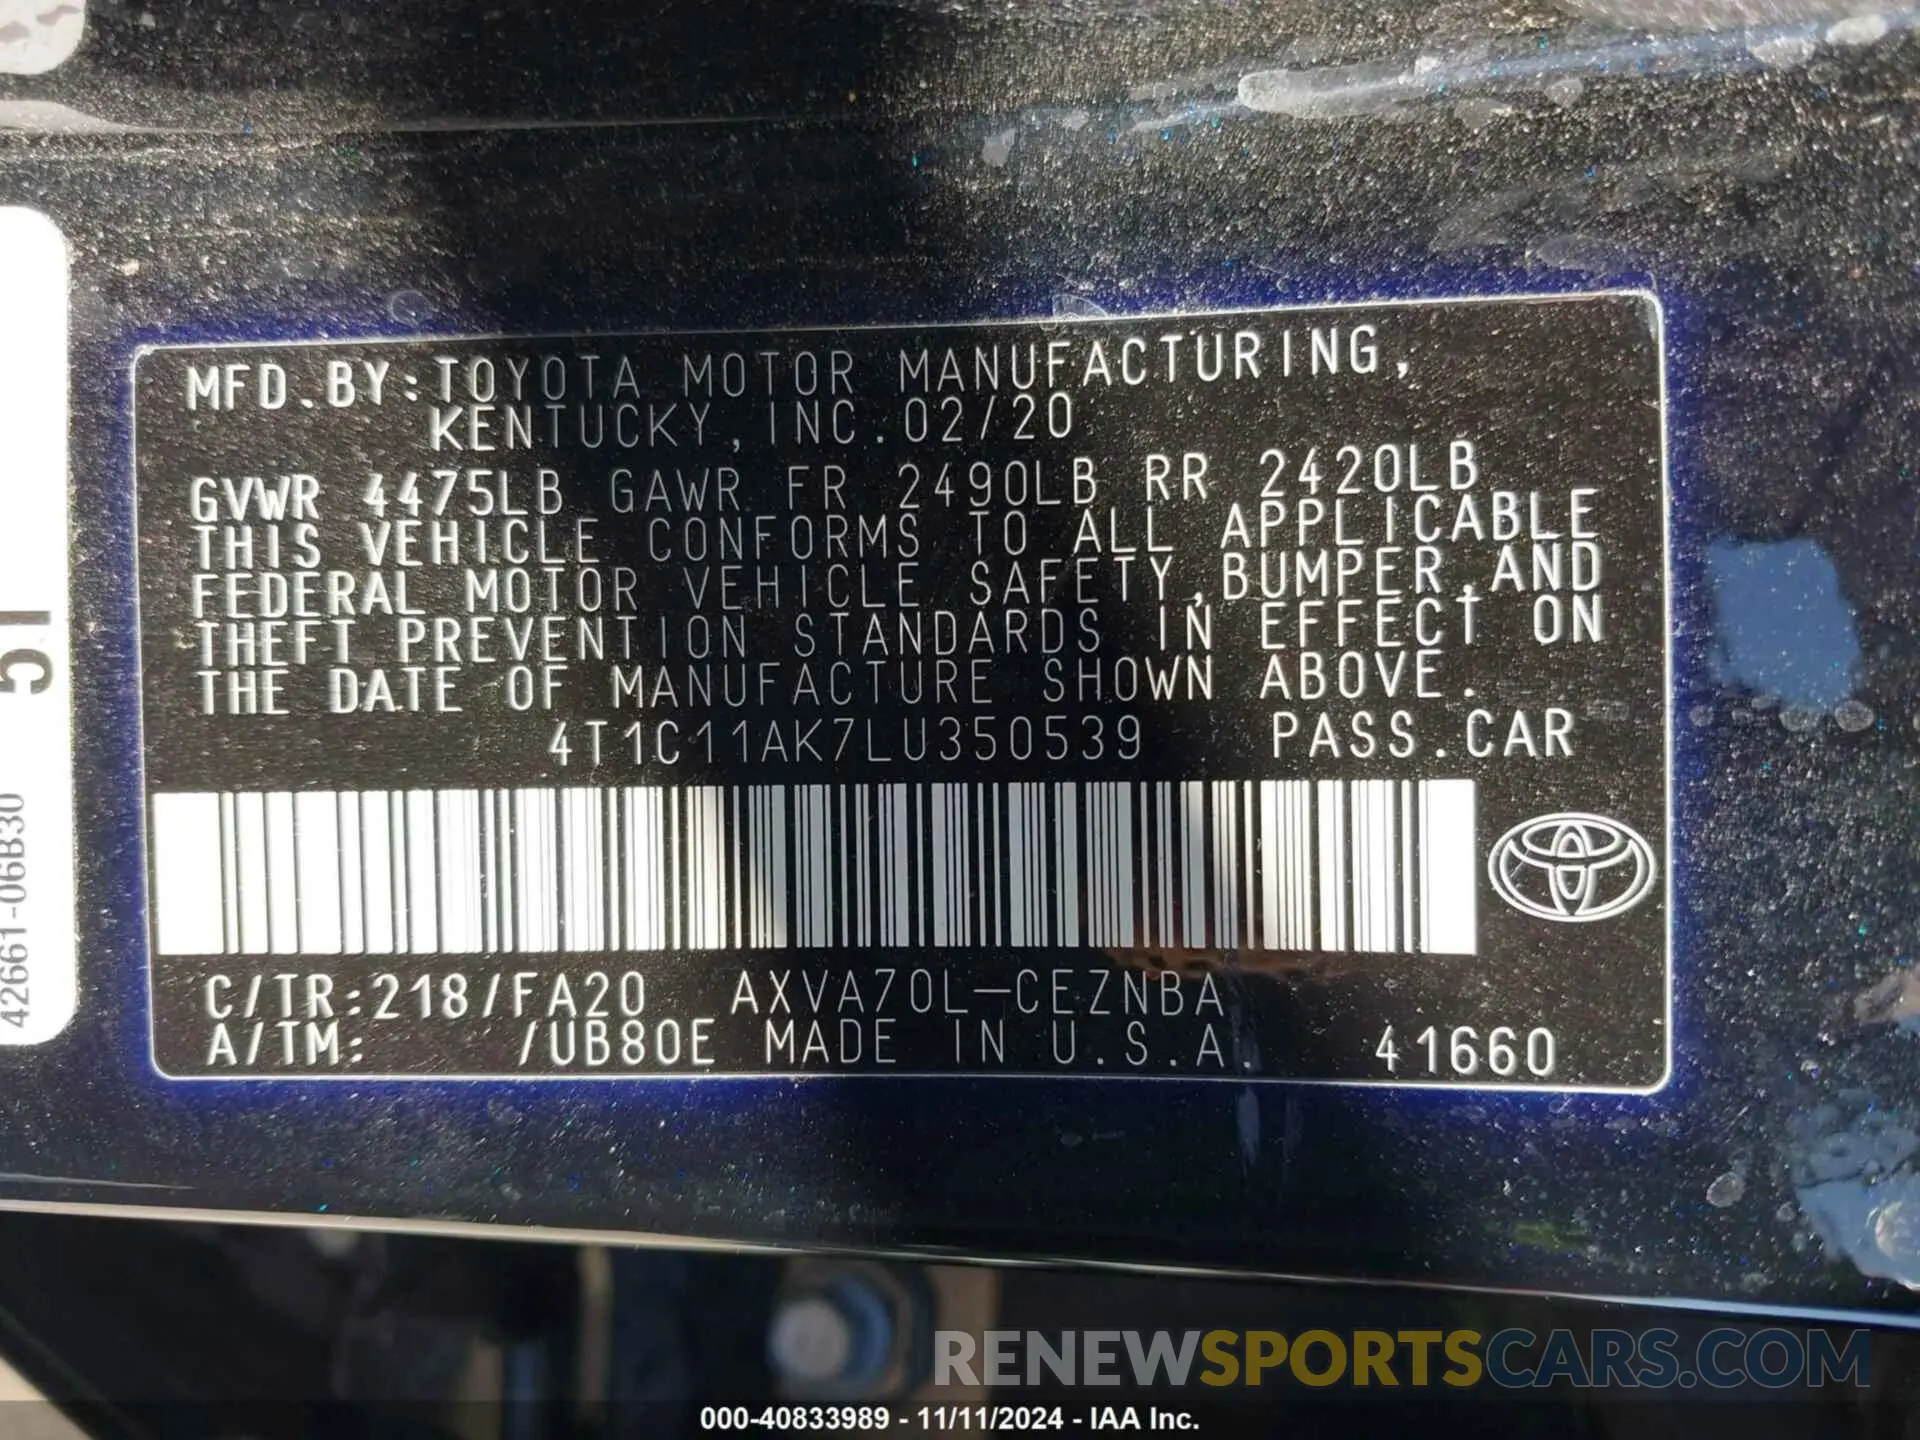 MFD.BY:TOYOTA MOTOR MANUFACTURING,
KENTUCKY,INC.02/20
GVWR 4475LB GAWR FR 2490LB RR 2420LB
THIS VEHICLE CONFORMS TO ALL APPLICABLE
FEDERAL MOTOR VEHICLE SAFETY,BUMPER,AND
THEFT PREVENTION STANDARDS IN EFFECT ON
THE DATE OF MANUFACTURE SHOWN ABOVE.
4T1C11AK7LU350539 PASS.CAR
C/TR:218/FA20 AXVA70L-CEZNBA
A/TM: /UB80E MADE IN U.S.A. 41660
42661-06B30
RENEWSPORTSCARS.COM
000-40833989 - 11/11/2024 - IAA Inc.